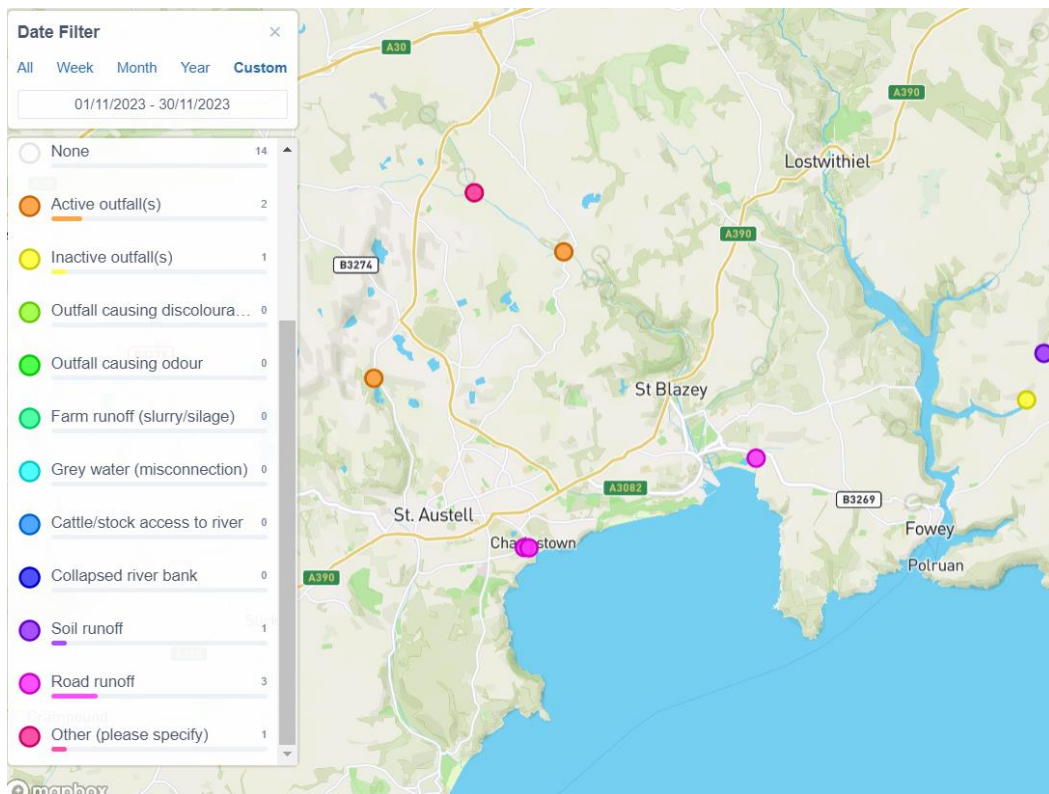 Date Filter ×
All Week Month Year Custom
01/11/2023 - 30/11/2023
None 14
Active outfall(s) 2
Inactive outfall(s) 1
Outfall causing discoloura... 0
Outfall causing odour 0
Farm runoff (slurry/silage) 0
Grey water (misconnection) 0
Cattle/stock access to river 0
Collapsed river bank 0
Soil runoff 1
Road runoff 3
Other (please specify) 1
mapbox
A30
A390
Lostwithiel
A390
B3274
St Blazey
A3082
B3269
St. Austell
Fowey
Charlestown
Polruan
A390